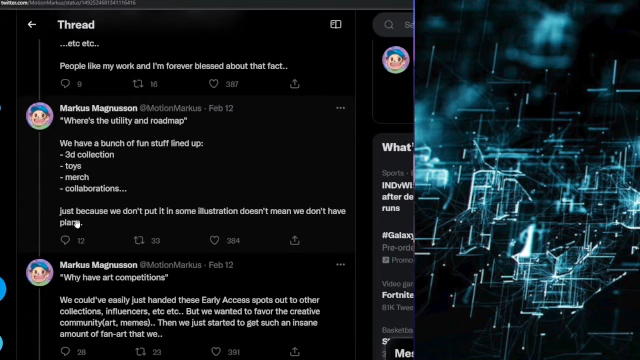 twitter.com/MotionMarkus/status/1492524681341116416
Thread
...etc etc..
People like my work and I'm forever blessed about that fact..
9 16 387
Markus Magnusson @MotionMarkus · Feb 12
"Where's the utility and roadmap"
We have a bunch of fun stuff lined up:
- 3d collection
- toys
- merch
- collaborations...
just because we don't put it in some illustration doesn't mean we don't have
plans.
12 33 384
Markus Magnusson @MotionMarkus · Feb 12
"Why have art competitions"
We could've easily just handed these Early Access spots out to other
collections, influencers, etc etc.. But we wanted to favor the creative
community(art, memes).. Then we just started to get such an insane
amount of fan-art that we..
28 23 391
Sear
What'
Sports ·
INDvWI
after de
runs
#Galaxy
Pre-orde
Promo
Video gar
Fortnite
81K Twee
Basketba
Mes